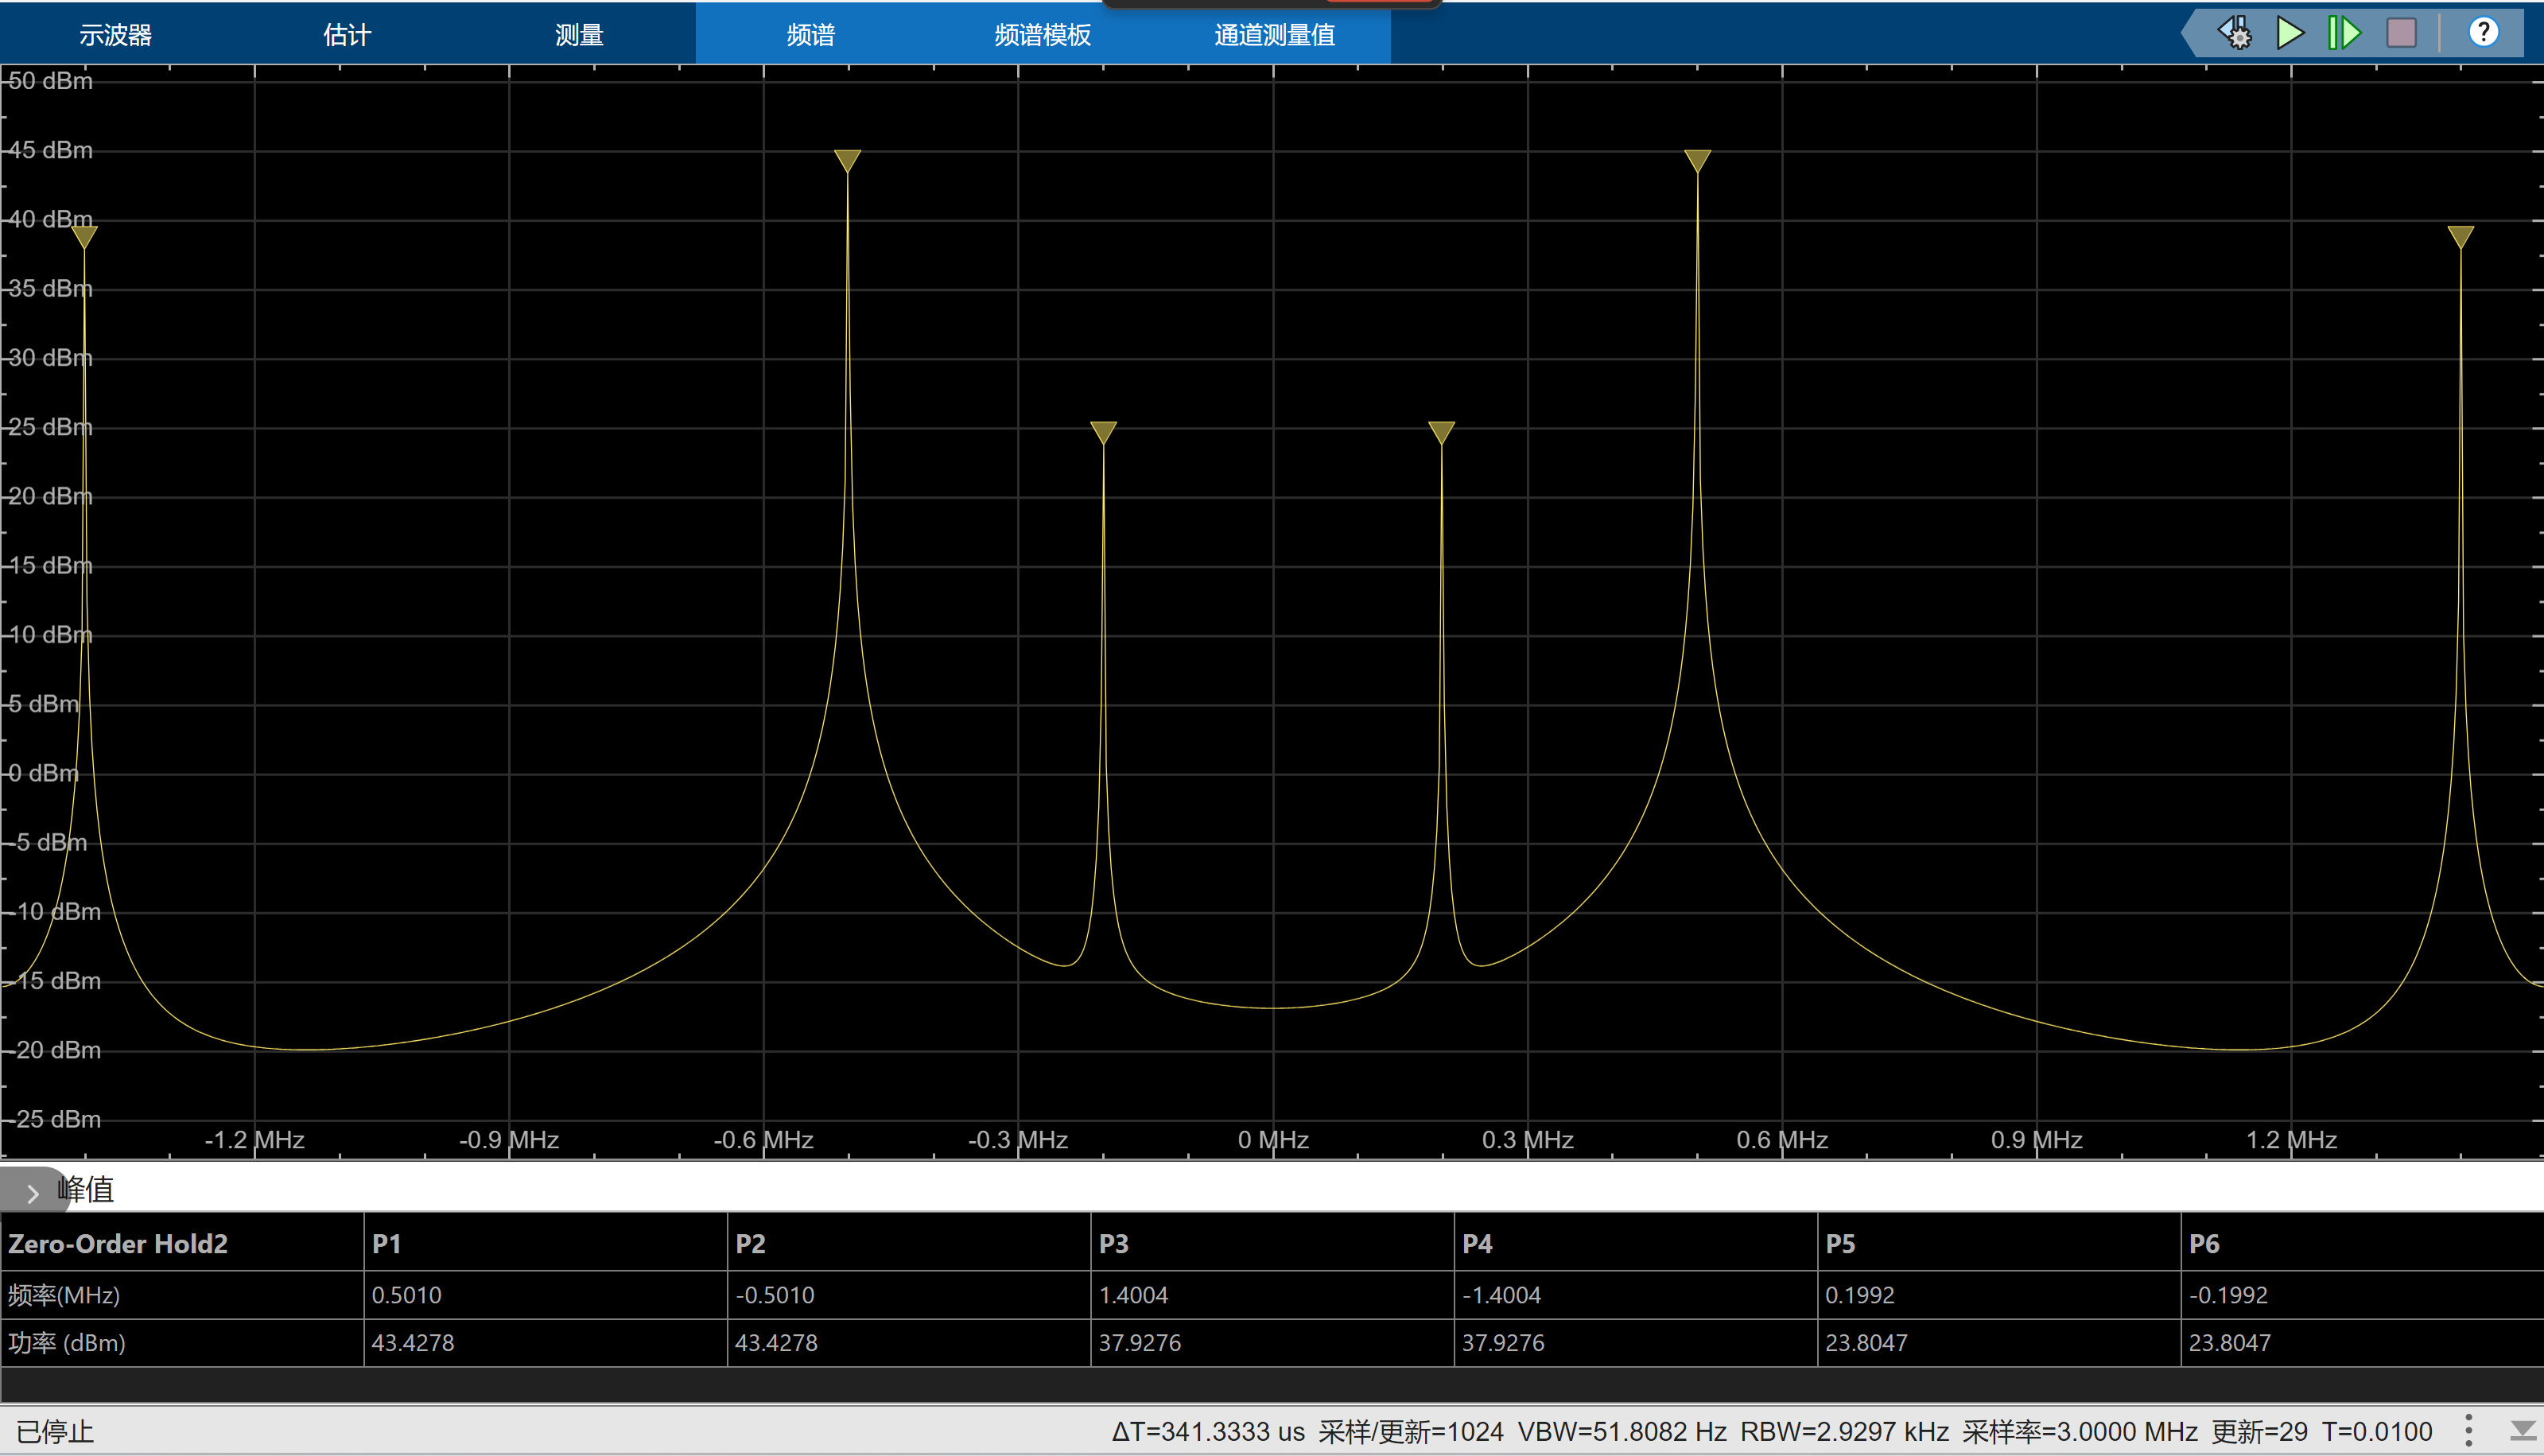 示波器 估计 测量 频谱 频谱模板 通道测量值 ?
50 dBm
45 dBm
40 dBm
35 dBm
30 dBm
25 dBm
20 dBm
15 dBm
10 dBm
5 dBm
0 dBm
-5 dBm
-10 dBm
-15 dBm
-20 dBm
-25 dBm
-1.2 MHz -0.9 MHz -0.6 MHz -0.3 MHz 0 MHz 0.3 MHz 0.6 MHz 0.9 MHz 1.2 MHz
峰值
Zero-Order Hold2 P1 P2 P3 P4 P5 P6
频率(MHz) 0.5010 -0.5010 1.4004 -1.4004 0.1992 -0.1992
功率 (dBm) 43.4278 43.4278 37.9276 37.9276 23.8047 23.8047
已停止 ΔT=341.3333 us 采样/更新=1024 VBW=51.8082 Hz RBW=2.9297 kHz 采样率=3.0000 MHz 更新=29 T=0.0100